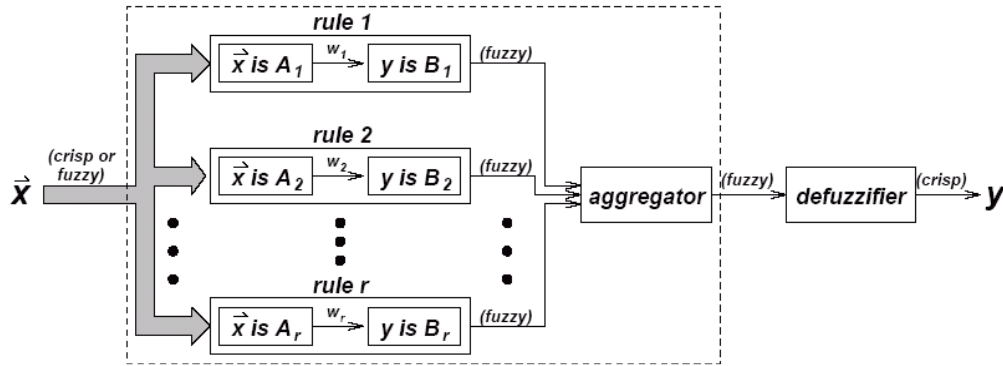 rule 1
x⃗ is A₁ w₁ y is B₁ (fuzzy)
rule 2
(crisp or
fuzzy)
x⃗
x⃗ is A₂ w₂ y is B₂ (fuzzy)
aggregator (fuzzy) defuzzifier (crisp) y
rule r
x⃗ is Aᵣ wᵣ y is Bᵣ (fuzzy)